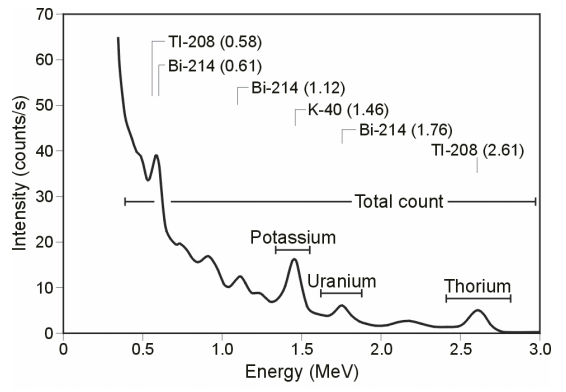 70
60
50
40
30
20
10
0
Intensity (counts/s)
Tl-208 (0.58)
Bi-214 (0.61)
Bi-214 (1.12)
K-40 (1.46)
Bi-214 (1.76)
Tl-208 (2.61)
Total count
Potassium
Uranium
Thorium
0 0.5 1.0 1.5 2.0 2.5 3.0
Energy (MeV)